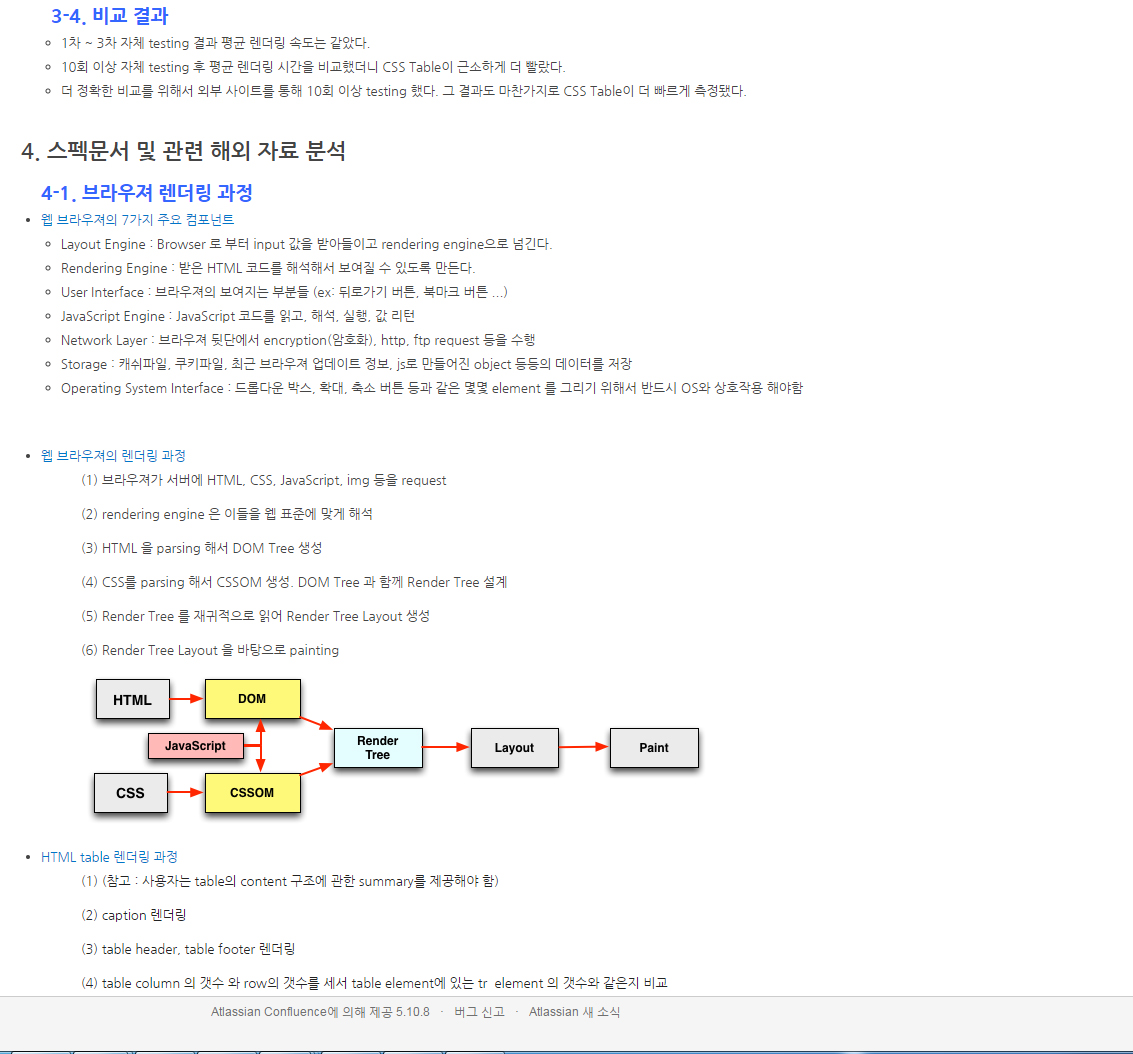 3-4. 비교 결과
1차 ~ 3차 자체 testing 결과 평균 렌더링 속도는 같았다.
10회 이상 자체 testing 후 평균 렌더링 시간을 비교했더니 CSS Table이 근소하게 더 빨랐다.
더 정확한 비교를 위해서 외부 사이트를 통해 10회 이상 testing 했다. 그 결과도 마찬가지로 CSS Table이 더 빠르게 측정됐다.
4. 스펙문서 및 관련 해외 자료 분석
4-1. 브라우져 렌더링 과정
웹 브라우져의 7가지 주요 컴포넌트
Layout Engine : Browser 로 부터 input 값을 받아들이고 rendering engine으로 넘긴다.
Rendering Engine : 받은 HTML 코드를 해석해서 보여질 수 있도록 만든다.
User Interface : 브라우져의 보여지는 부분들 (ex: 뒤로가기 버튼, 북마크 버튼 ...)
JavaScript Engine : JavaScript 코드를 읽고, 해석, 실행, 값 리턴
Network Layer : 브라우져 뒷단에서 encryption(암호화), http, ftp request 등을 수행
Storage : 캐쉬파일, 쿠키파일, 최근 브라우져 업데이트 정보, js로 만들어진 object 등등의 데이터를 저장
Operating System Interface : 드롭다운 박스, 확대, 축소 버튼 등과 같은 몇몇 element 를 그리기 위해서 반드시 OS와 상호작용 해야함
웹 브라우져의 렌더링 과정
(1) 브라우져가 서버에 HTML, CSS, JavaScript, img 등을 request
(2) rendering engine 은 이들을 웹 표준에 맞게 해석
(3) HTML 을 parsing 해서 DOM Tree 생성
(4) CSS를 parsing 해서 CSSOM 생성. DOM Tree 과 함께 Render Tree 설계
(5) Render Tree 를 재귀적으로 읽어 Render Tree Layout 생성
(6) Render Tree Layout 을 바탕으로 painting
HTML
DOM
JavaScript
Render
Tree
Layout
Paint
CSS
CSSOM
HTML table 렌더링 과정
(1) (참고 : 사용자는 table의 content 구조에 관한 summary를 제공해야 함)
(2) caption 렌더링
(3) table header, table footer 렌더링
(4) table column 의 갯수 와 row의 갯수를 세서 table element에 있는 tr element 의 갯수와 같은지 비교
Atlassian Confluence에 의해 제공 5.10.8 · 버그 신고 · Atlassian 새 소식